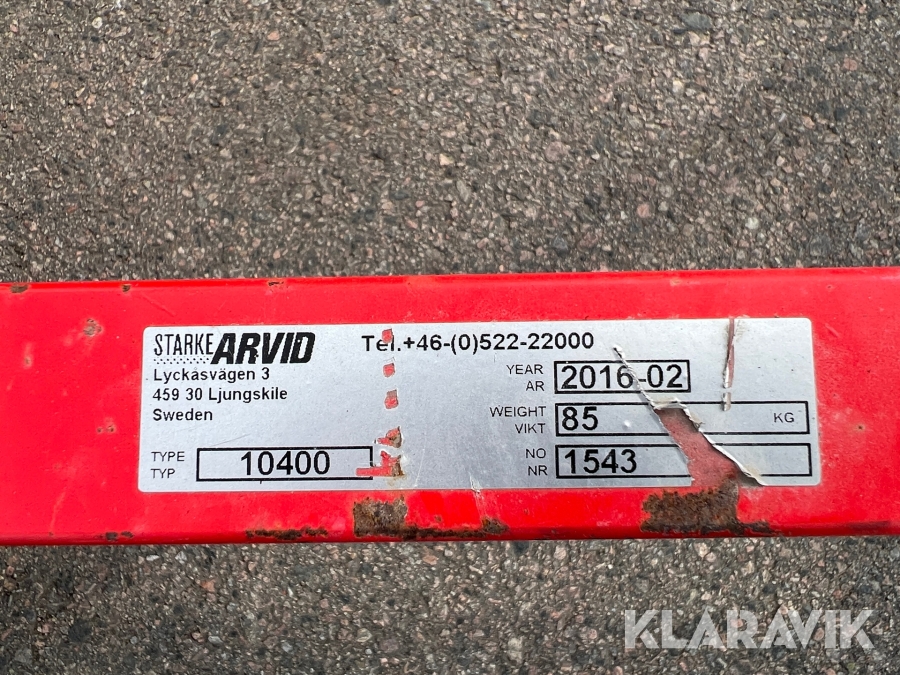 STARKE ARVID
Lyckasvägen 3
459 30 Ljungskile
Sweden
TYPE
TYP
10400
Tel.+46-(0)522-22000
YEAR
AR
2016-02
WEIGHT
VIKT
85
KG
NO
NR
1543
KLARAVIK